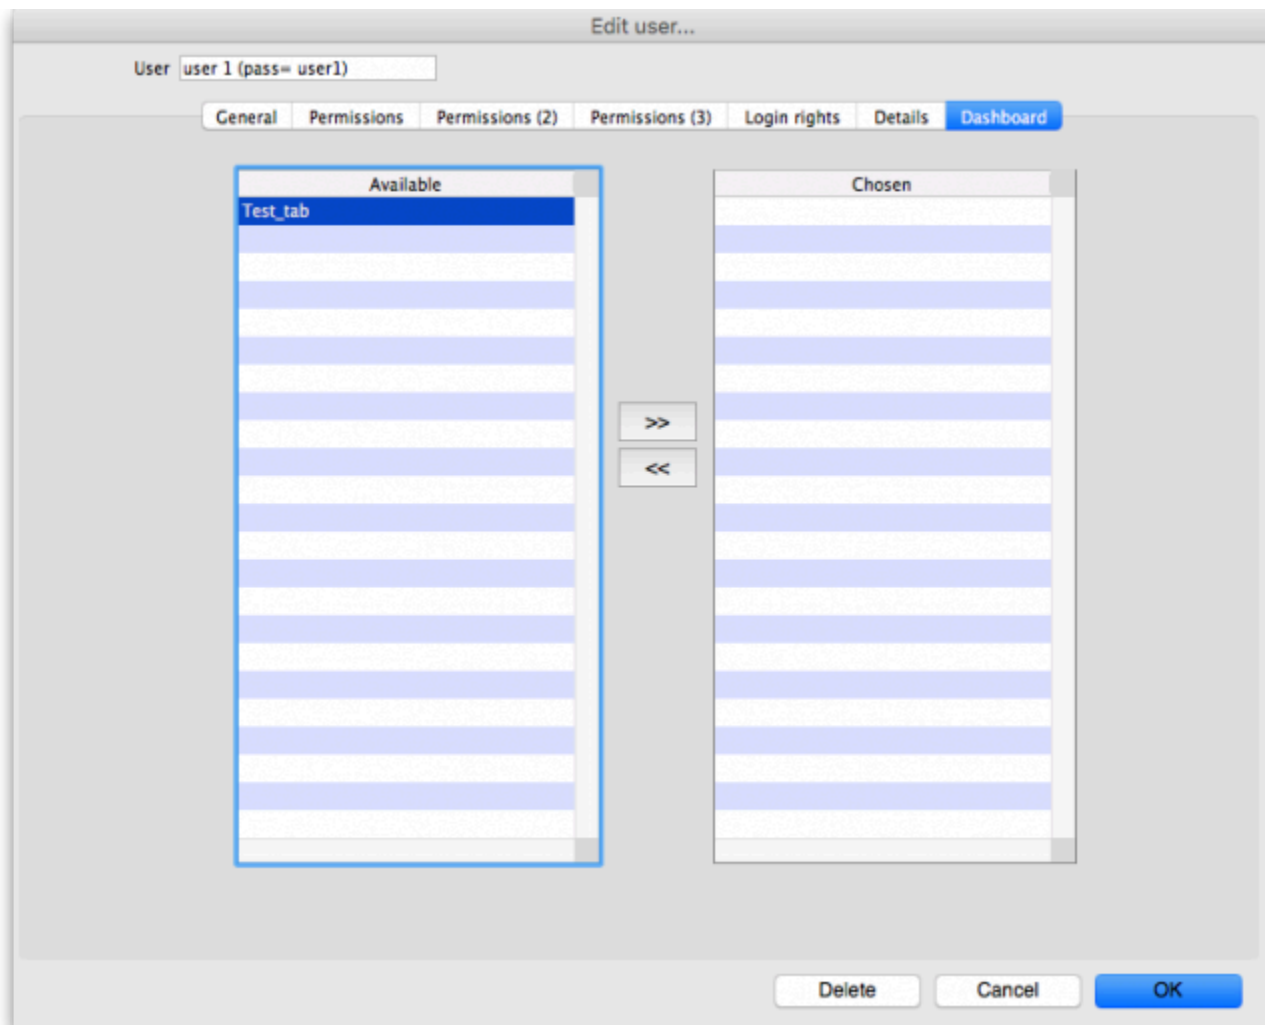 Edit user...
User user 1 (pass= user1)
General Permissions Permissions (2) Permissions (3) Login rights Details Dashboard
Available Chosen
Test_tab
>>
<<
Delete Cancel OK